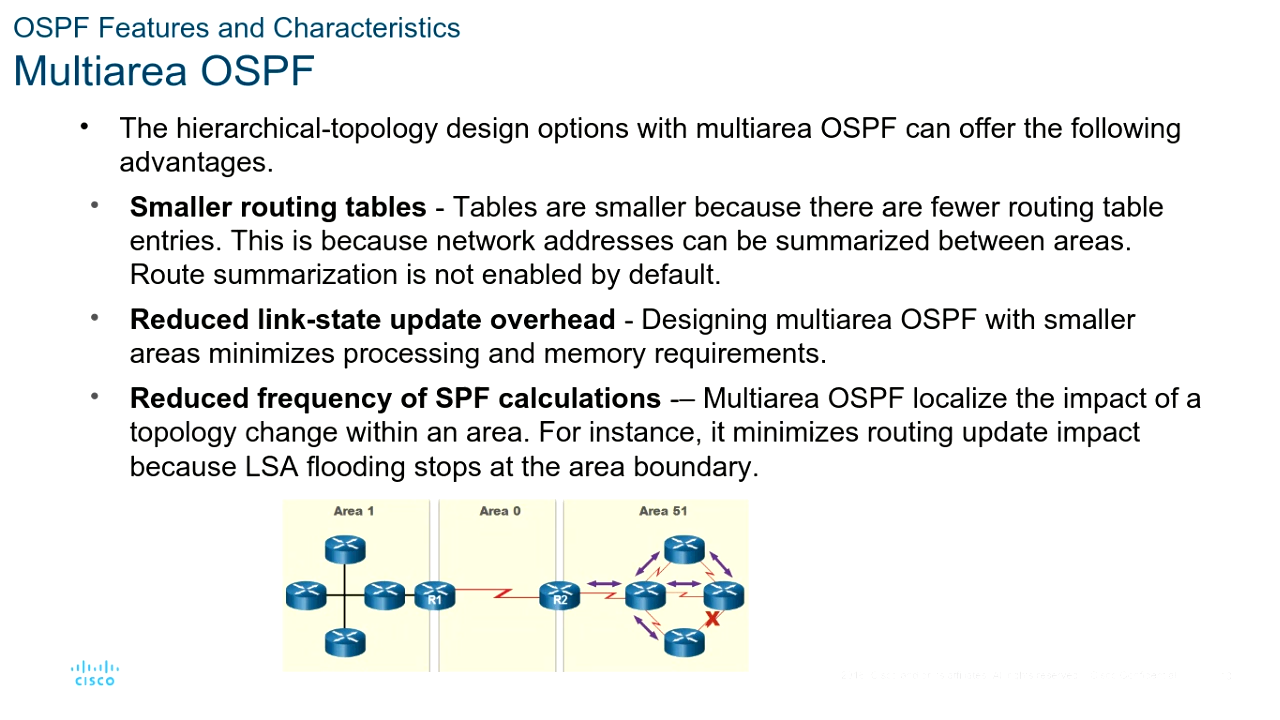 OSPF Features and Characteristics
Multiarea OSPF
• The hierarchical-topology design options with multiarea OSPF can offer the following
advantages.
• Smaller routing tables - Tables are smaller because there are fewer routing table
entries. This is because network addresses can be summarized between areas.
Route summarization is not enabled by default.
• Reduced link-state update overhead - Designing multiarea OSPF with smaller
areas minimizes processing and memory requirements.
• Reduced frequency of SPF calculations -– Multiarea OSPF localize the impact of a
topology change within an area. For instance, it minimizes routing update impact
because LSA flooding stops at the area boundary.
Area 1 Area 0 Area 51
R1 R2
X
CISCO